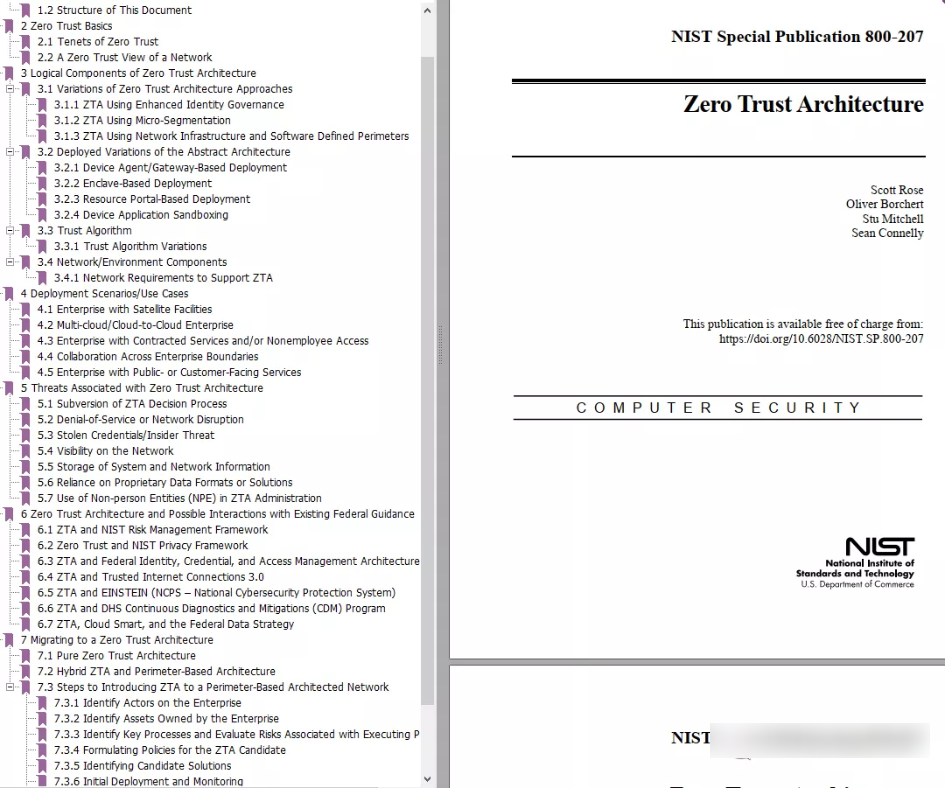 1.2 Structure of This Document
2 Zero Trust Basics
2.1 Tenets of Zero Trust
2.2 A Zero Trust View of a Network
3 Logical Components of Zero Trust Architecture
3.1 Variations of Zero Trust Architecture Approaches
3.1.1 ZTA Using Enhanced Identity Governance
3.1.2 ZTA Using Micro-Segmentation
3.1.3 ZTA Using Network Infrastructure and Software Defined Perimeters
3.2 Deployed Variations of the Abstract Architecture
3.2.1 Device Agent/Gateway-Based Deployment
3.2.2 Enclave-Based Deployment
3.2.3 Resource Portal-Based Deployment
3.2.4 Device Application Sandboxing
3.3 Trust Algorithm
3.3.1 Trust Algorithm Variations
3.4 Network/Environment Components
3.4.1 Network Requirements to Support ZTA
4 Deployment Scenarios/Use Cases
4.1 Enterprise with Satellite Facilities
4.2 Multi-cloud/Cloud-to-Cloud Enterprise
4.3 Enterprise with Contracted Services and/or Nonemployee Access
4.4 Collaboration Across Enterprise Boundaries
4.5 Enterprise with Public- or Customer-Facing Services
5 Threats Associated with Zero Trust Architecture
5.1 Subversion of ZTA Decision Process
5.2 Denial-of-Service or Network Disruption
5.3 Stolen Credentials/Insider Threat
5.4 Visibility on the Network
5.5 Storage of System and Network Information
5.6 Reliance on Proprietary Data Formats or Solutions
5.7 Use of Non-person Entities (NPE) in ZTA Administration
6 Zero Trust Architecture and Possible Interactions with Existing Federal Guidance
6.1 ZTA and NIST Risk Management Framework
6.2 Zero Trust and NIST Privacy Framework
6.3 ZTA and Federal Identity, Credential, and Access Management Architecture
6.4 ZTA and Trusted Internet Connections 3.0
6.5 ZTA and EINSTEIN (NCPS – National Cybersecurity Protection System)
6.6 ZTA and DHS Continuous Diagnostics and Mitigations (CDM) Program
6.7 ZTA, Cloud Smart, and the Federal Data Strategy
7 Migrating to a Zero Trust Architecture
7.1 Pure Zero Trust Architecture
7.2 Hybrid ZTA and Perimeter-Based Architecture
7.3 Steps to Introducing ZTA to a Perimeter-Based Architected Network
7.3.1 Identify Actors on the Enterprise
7.3.2 Identify Assets Owned by the Enterprise
7.3.3 Identify Key Processes and Evaluate Risks Associated with Executing P
7.3.4 Formulating Policies for the ZTA Candidate
7.3.5 Identifying Candidate Solutions
7.3.6 Initial Deployment and Monitoring
NIST Special Publication 800-207
Zero Trust Architecture
Scott Rose
Oliver Borchert
Stu Mitchell
Sean Connelly
This publication is available free of charge from:
https://doi.org/10.6028/NIST.SP.800-207
COMPUTER SECURITY
NIST
National Institute of
Standards and Technology
U.S. Department of Commerce
NIST